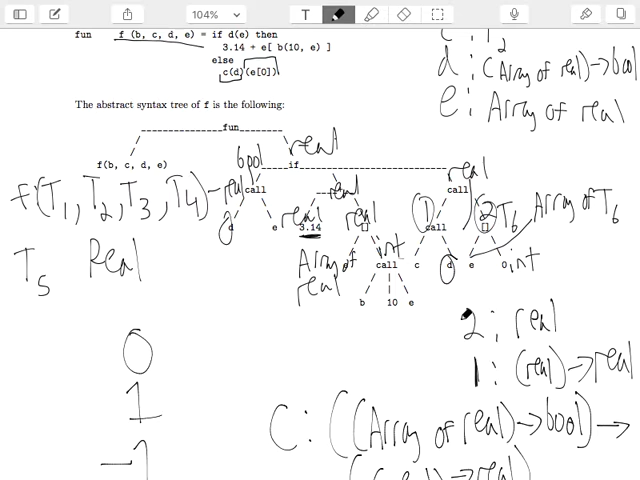 104%
T
fun f (b, c, d, e) = if d(e) then
3.14 + e[ b(10, e) ]
else
c(d)(e[0])
c : T2
d : (Array of real) → bool
e : Array of real
The abstract syntax tree of f is the following:
fun
real
f(b, c, d, e)
bool
if
real
f(T1, T2, T3, T4) → real
call
real
call
real
real
1
2
T6
Array of T6
d
e
3.14
call
T5
Real
Array of real
int
call
c
d
e
0
int
b
10
e
0
2 : real
1
1 : (real) → real
-1
C : ((Array of real) → bool) →